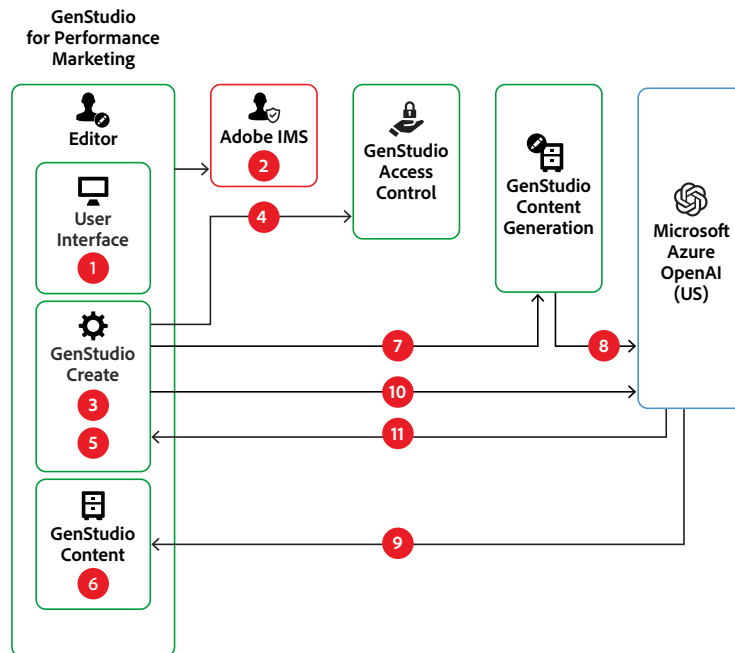 GenStudio
for Performance
Marketing
Editor
User
Interface
1
GenStudio
Create
3
5
GenStudio
Content
6
Adobe IMS
2
4
GenStudio
Access
Control
GenStudio
Content
Generation
Microsoft
Azure
OpenAI
(US)
7
8
10
11
9